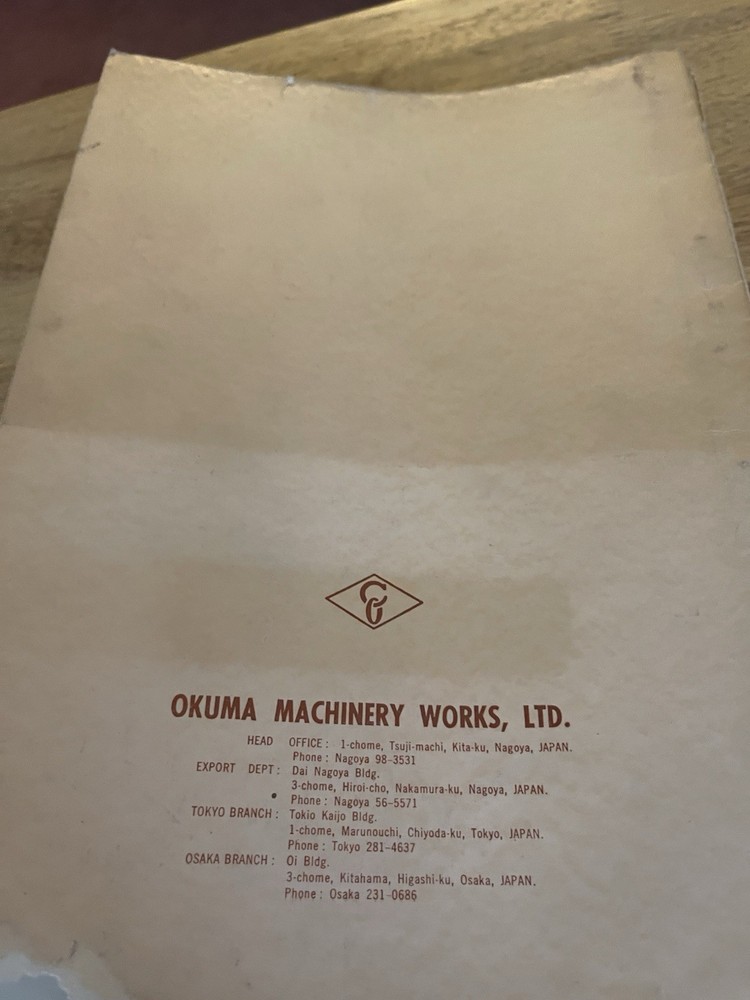 OKUMA MACHINERY WORKS, LTD.
HEAD OFFICE: 1-chome, Tsuji-machi, Kita-ku, Nagoya, JAPAN.
Phone: Nagoya 98-3531
EXPORT DEPT: Dai Nagoya Bldg.
3-chome, Hiroi-cho, Nakamura-ku, Nagoya, JAPAN.
Phone: Nagoya 56-5571
TOKYO BRANCH: Tokio Kaijo Bldg.
1-chome, Marunouchi, Chiyoda-ku, Tokyo, JAPAN.
Phone: Tokyo 281-4637
OSAKA BRANCH: Oi Bldg.
3-chome, Kitahama, Higashi-ku, Osaka, JAPAN.
Phone: Osaka 231-0686